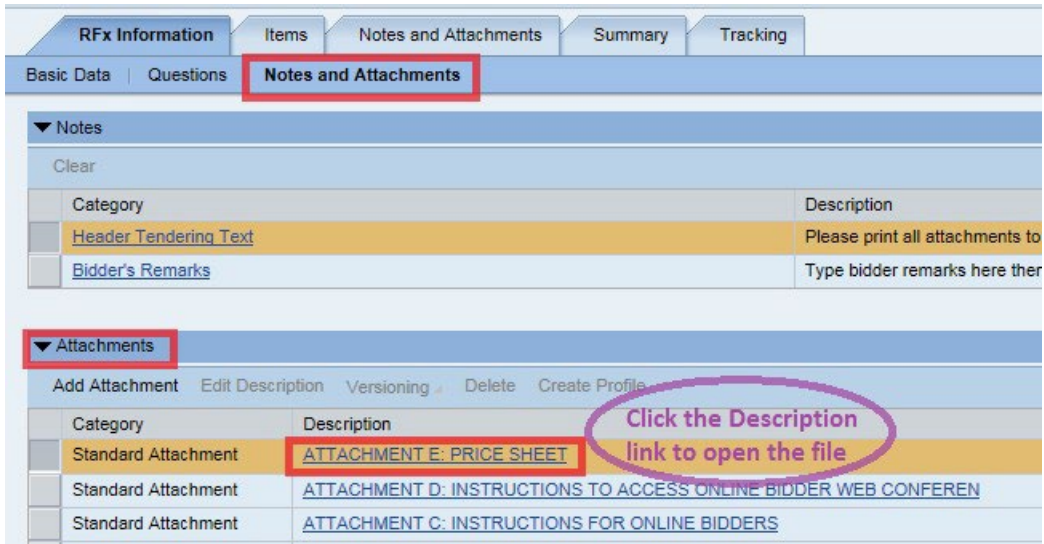 RFx Information Items Notes and Attachments Summary Tracking
Basic Data Questions Notes and Attachments
Notes
Clear
Category Description
Header Tendering Text Please print all attachments to
Bidder's Remarks Type bidder remarks here then
Attachments
Add Attachment Edit Description Versioning Delete Create Profile
Category Description
Click the Description
link to open the file
Standard Attachment ATTACHMENT E: PRICE SHEET
Standard Attachment ATTACHMENT D: INSTRUCTIONS TO ACCESS ONLINE BIDDER WEB CONFEREN
Standard Attachment ATTACHMENT C: INSTRUCTIONS FOR ONLINE BIDDERS